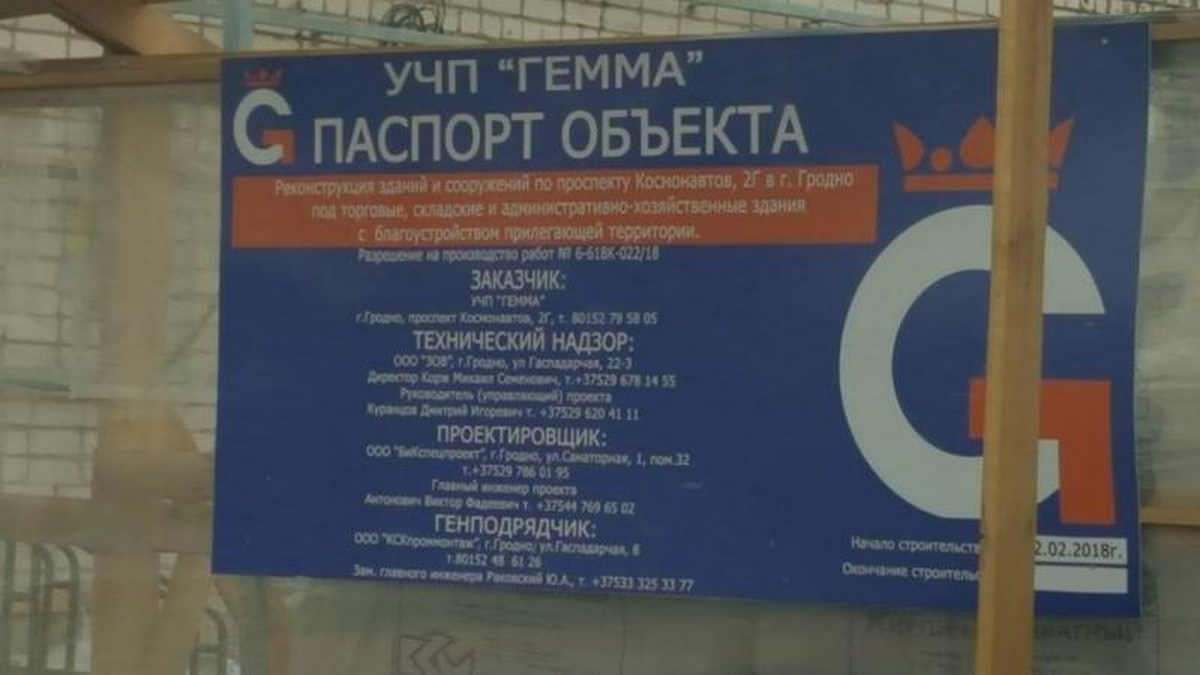 УЧП “ГЕММА”
ПАСПОРТ ОБЪЕКТА
Реконструкция зданий и сооружений по проспекту Космонавтов, 2Г в г. Гродно
под торговые, складские и административно-хозяйственные здания
с благоустройством прилегающей территории.
Разрешение на производство работ № 6-618К-022/18
ЗАКАЗЧИК:
УЧП "ГЕММА"
г.Гродно, проспект Космонавтов, 2Г, т. 80152 79 58 05
ТЕХНИЧЕСКИЙ НАДЗОР:
ООО "ЗОВ", г.Гродно, ул Гаспадарчая, 22-3
Директор Корж Михаил Семенович, т.+37529 678 14 55
Руководитель (управляющий) проекта
Дмитрий Игоревич т. +37529 620 41 11
ПРОЕКТИРОВЩИК:
ООО "БиКспецпроект", г.Гродно, ул.Санаторная, 1, пом.32
т.+37529 786 01 95
Главный инженер проекта
Антонович Виктор Фадеевич т. +37544 769 65 02
ГЕНПОДРЯДЧИК:
ООО "КСКпроммонтаж", г.Гродно/ ул.Гаспадарчая, 8
т.80152 48 61 26
Зам. главного инженера Раковский Ю.А., т. +37533 325 33 77
Начало строительств 2.02.2018г.
Окончание строительс